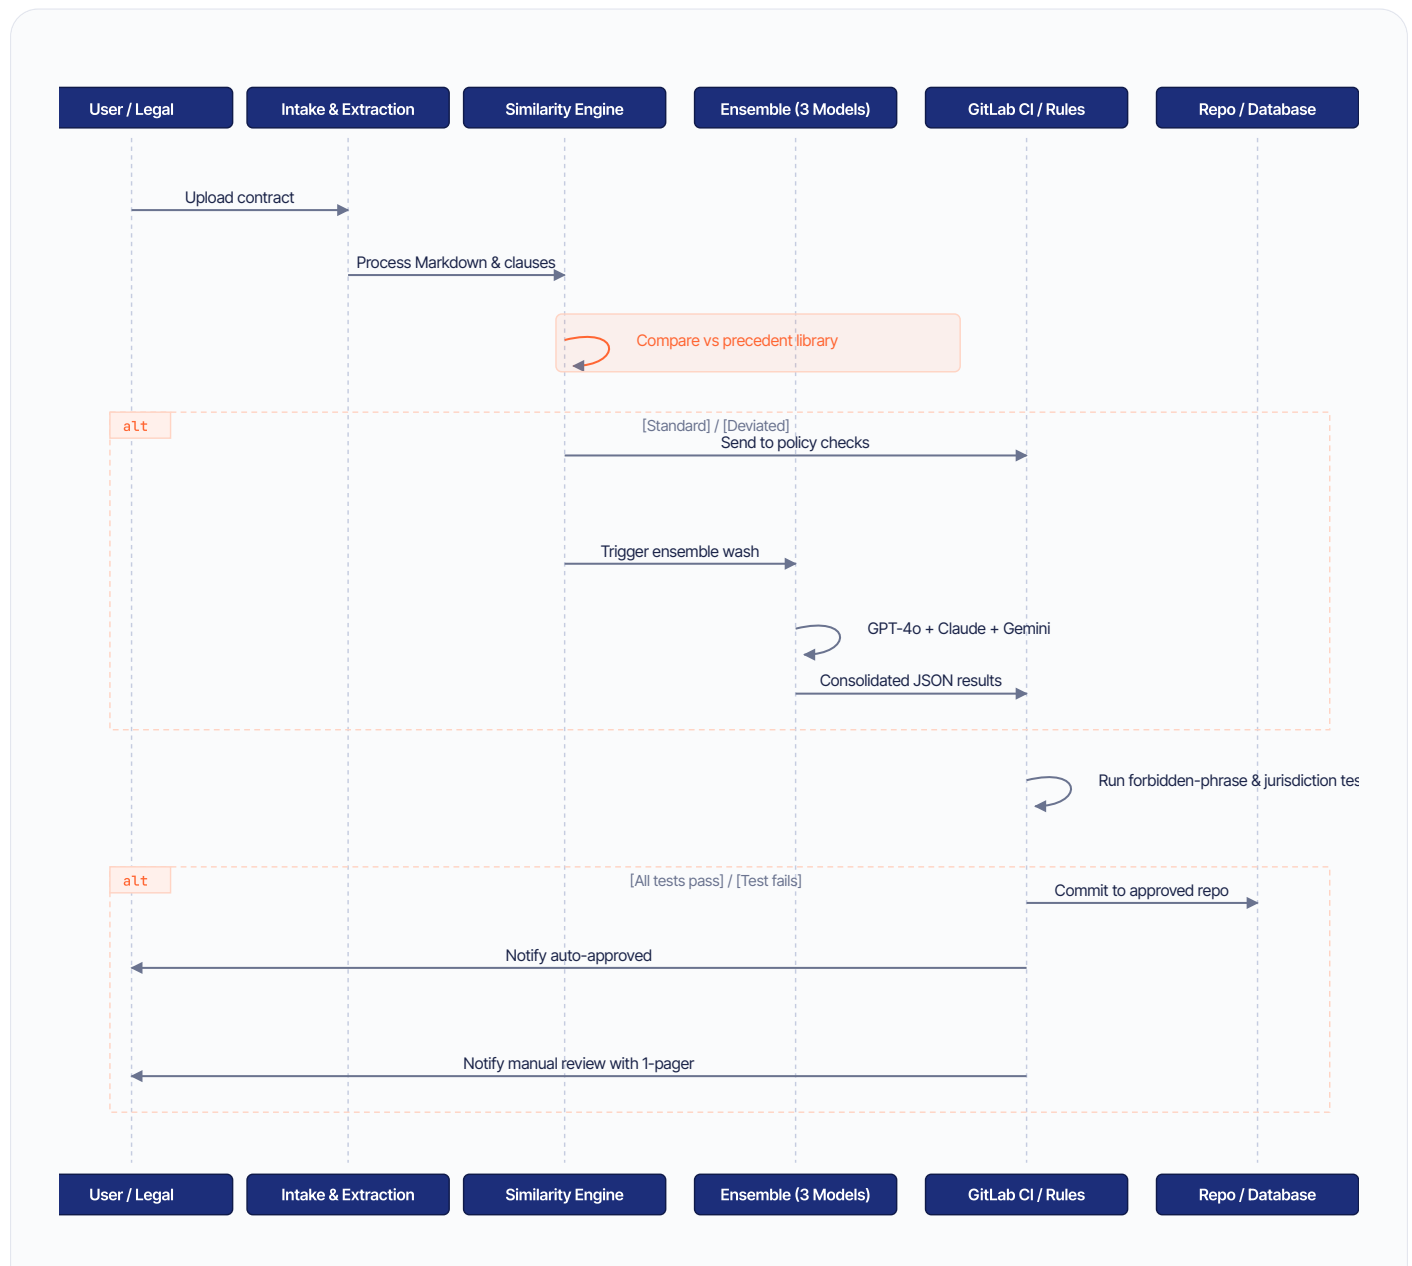 User / Legal
Intake & Extraction
Similarity Engine
Ensemble (3 Models)
GitLab CI / Rules
Repo / Database
Upload contract
Process Markdown & clauses
Compare vs precedent library
alt
[Standard] / [Deviated]
Send to policy checks
Trigger ensemble wash
GPT-4o + Claude + Gemini
Consolidated JSON results
Run forbidden-phrase & jurisdiction tes
alt
[All tests pass] / [Test fails]
Commit to approved repo
Notify auto-approved
Notify manual review with 1-pager
User / Legal
Intake & Extraction
Similarity Engine
Ensemble (3 Models)
GitLab CI / Rules
Repo / Database